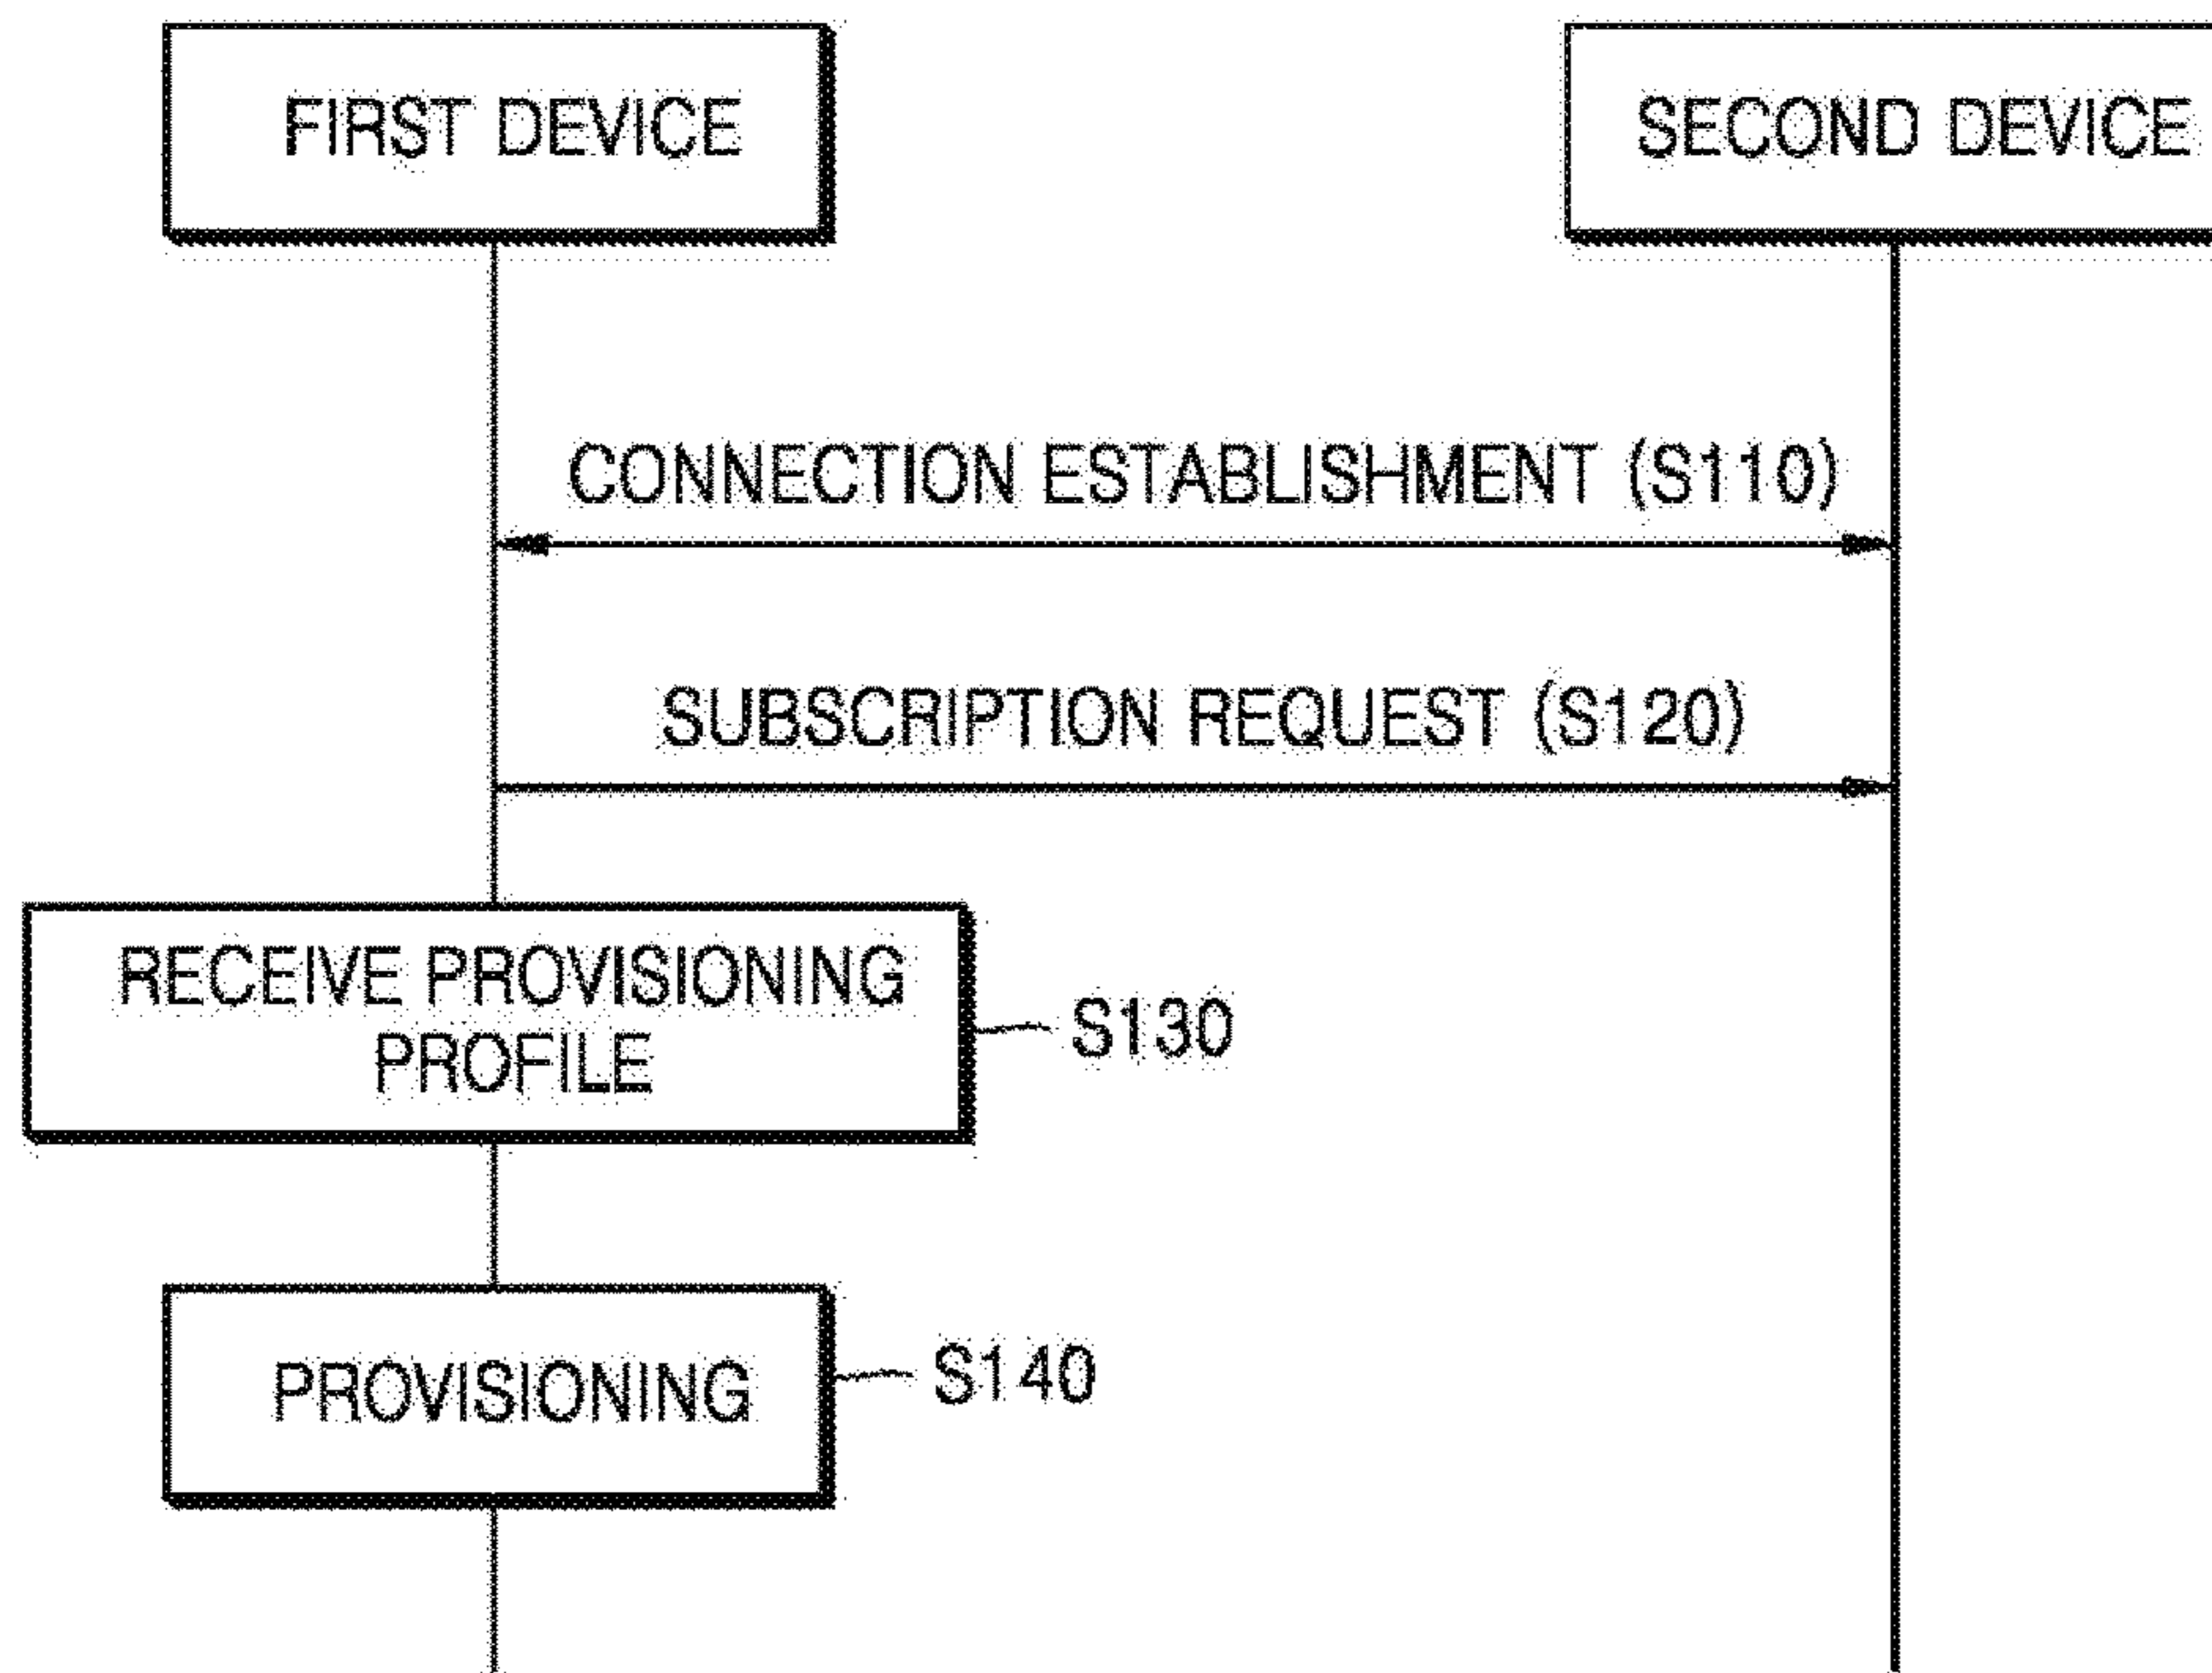 FIRST DEVICE
SECOND DEVICE
CONNECTION ESTABLISHMENT (S110)
SUBSCRIPTION REQUEST (S120)
RECEIVE PROVISIONING
PROFILE
S130
PROVISIONING
S140